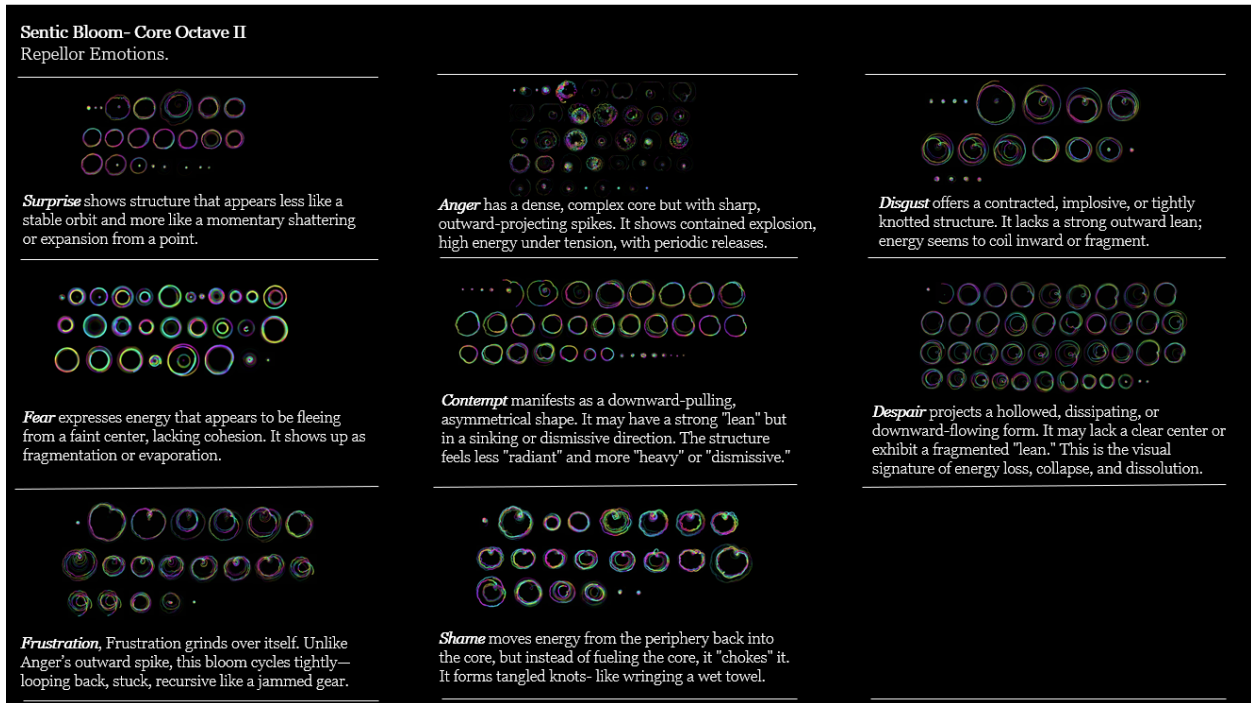 Sentic Bloom- Core Octave II
Repellor Emotions.
Surprise shows structure that appears less like a
stable orbit and more like a momentary shattering
or expansion from a point.
Anger has a dense, complex core but with sharp,
outward-projecting spikes. It shows contained explosion,
high energy under tension, with periodic releases.
Disgust offers a contracted, implosive, or tightly
knotted structure. It lacks a strong outward lean;
energy seems to coil inward or fragment.
Fear expresses energy that appears to be fleeing
from a faint center, lacking cohesion. It shows up as
fragmentation or evaporation.
Contempt manifests as a downward-pulling,
asymmetrical shape. It may have a strong "lean" but
in a sinking or dismissive direction. The structure
feels less "radiant" and more "heavy" or "dismissive."
Despair projects a hollowed, dissipating, or
downward-flowing form. It may lack a clear center or
exhibit a fragmented "lean." This is the visual
signature of energy loss, collapse, and dissolution.
Frustration, Frustration grinds over itself. Unlike
Anger's outward spike, this bloom cycles tightly—
looping back, stuck, recursive like a jammed gear.
Shame moves energy from the periphery back into
the core, but instead of fueling the core, it "chokes" it.
It forms tangled knots- like wringing a wet towel.